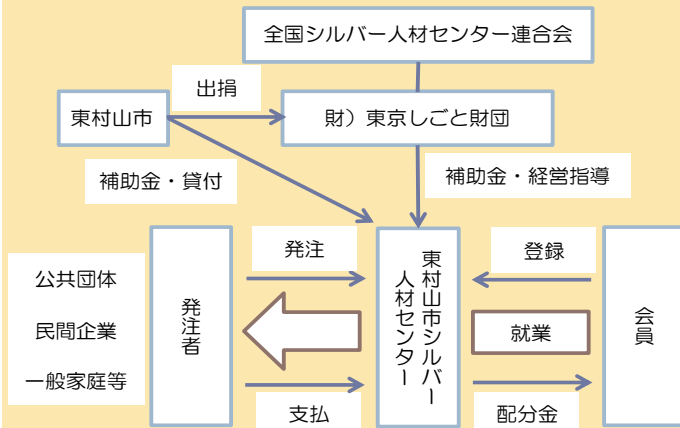 全国シルバー人材センター連合会
出捐
東村山市
財）東京しごと財団
補助金・貸付
補助金・経営指導
発注
登録
公共団体
民間企業
一般家庭等
発注者
東村山市シルバー
人材センター
就業
会員
支払
配分金